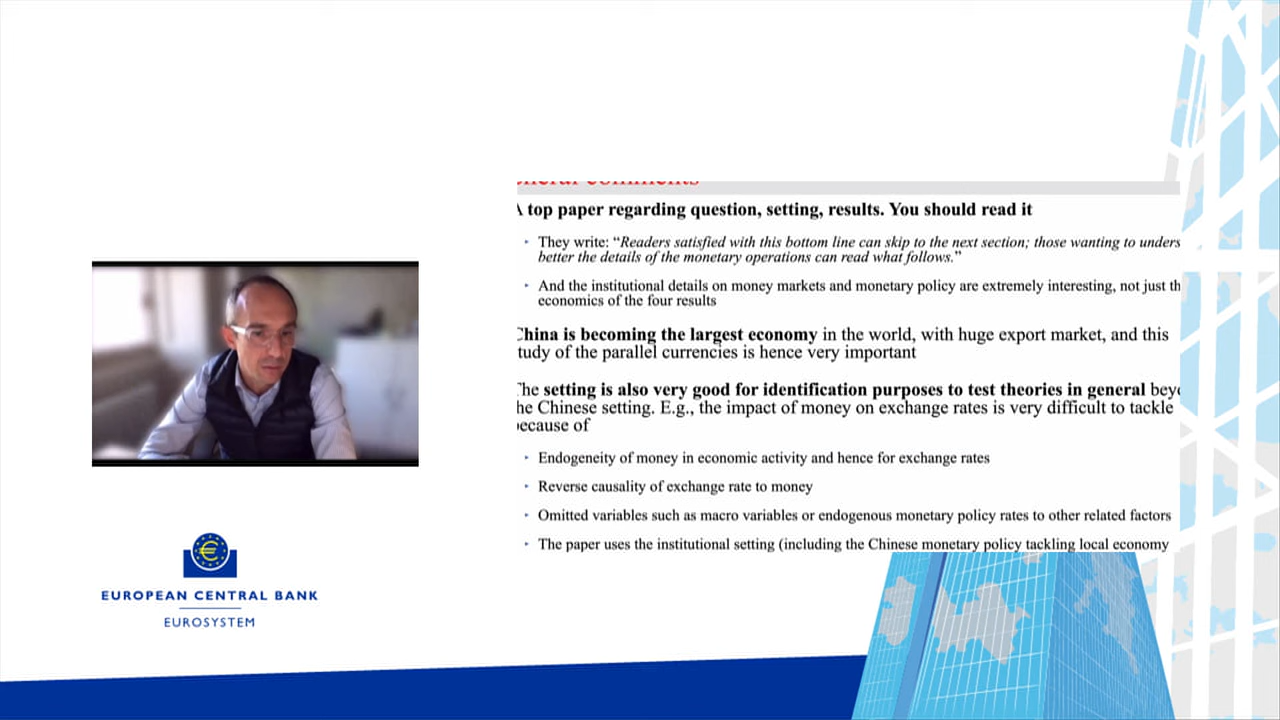 top paper regarding question, setting, results. You should read it
They write: “Readers satisfied with this bottom line can skip to the next section; those wanting to unders
better the details of the monetary operations can read what follows.”
And the institutional details on money markets and monetary policy are extremely interesting, not just th
economics of the four results
China is becoming the largest economy in the world, with huge export market, and this
tudy of the parallel currencies is hence very important
The setting is also very good for identification purposes to test theories in general bey
he Chinese setting. E.g., the impact of money on exchange rates is very difficult to tackle
ecause of
Endogeneity of money in economic activity and hence for exchange rates
Reverse causality of exchange rate to money
Omitted variables such as macro variables or endogenous monetary policy rates to other related factors
The paper uses the institutional setting (including the Chinese monetary policy tackling local economy
EUROPEAN CENTRAL BANK
EUROSYSTEM